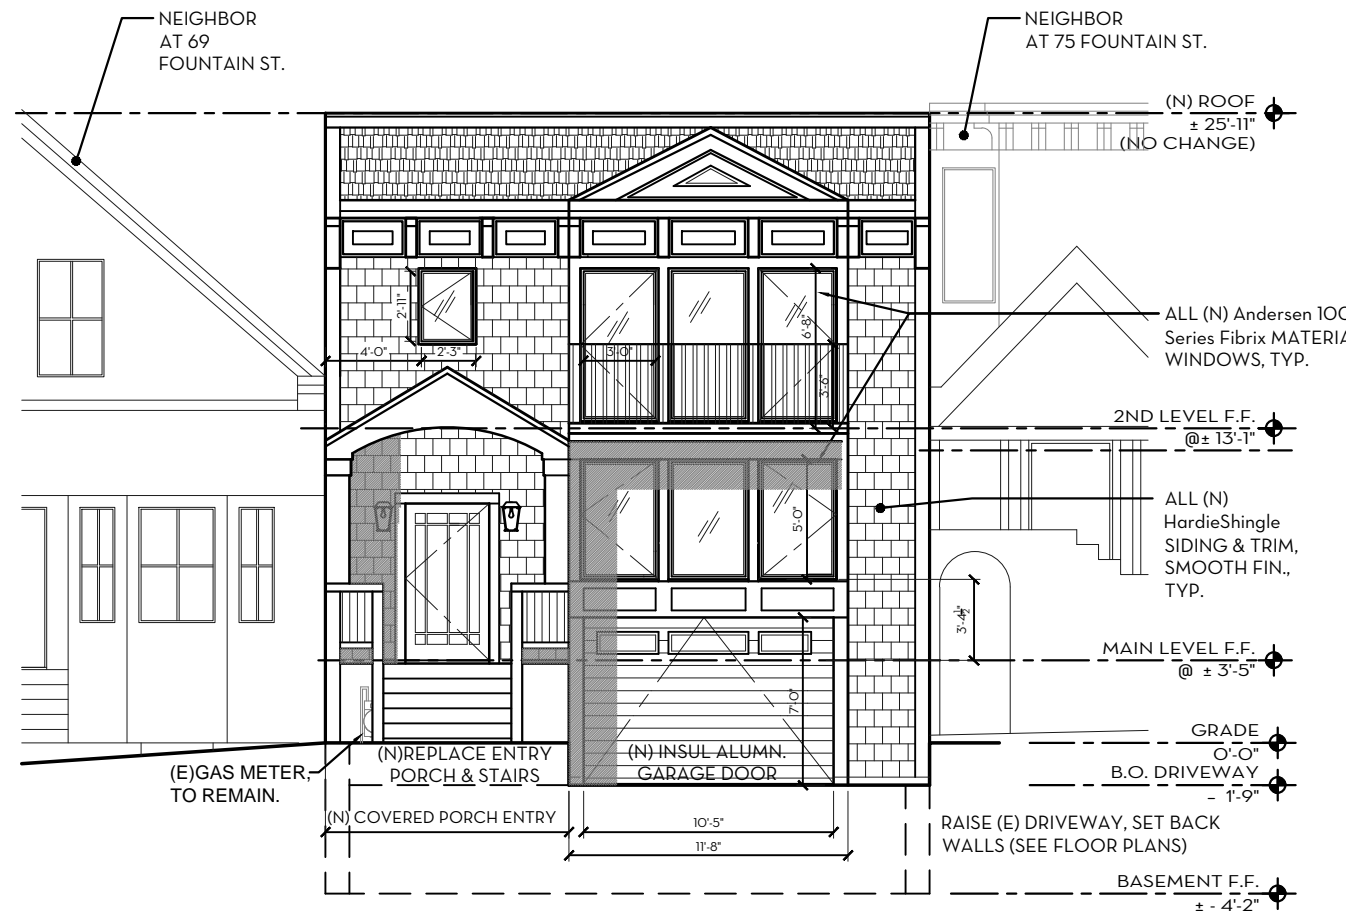 NEIGHBOR
AT 69
FOUNTAIN ST.
NEIGHBOR
AT 75 FOUNTAIN ST.
(N) ROOF
± 25'-11"
(NO CHANGE)
ALL (N) Andersen 100
Series Fibrix MATERIA
WINDOWS, TYP.
2'-11"
4'-0"
2'-3"
3'-0"
6'-8"
3'-6"
2ND LEVEL F.F.
@± 13'-1"
5'-0"
ALL (N)
HardieShingle
SIDING & TRIM,
SMOOTH FIN.,
TYP.
3'-4½"
MAIN LEVEL F.F.
@ ± 3'-5"
7'-0"
GRADE
0'-0"
(E)GAS METER,
TO REMAIN.
(N)REPLACE ENTRY
PORCH & STAIRS
(N) INSUL ALUMN.
GARAGE DOOR
B.O. DRIVEWAY
- 1'-9"
(N) COVERED PORCH ENTRY
10'-5"
11'-8"
RAISE (E) DRIVEWAY, SET BACK
WALLS (SEE FLOOR PLANS)
BASEMENT F.F.
± - 4'-2"